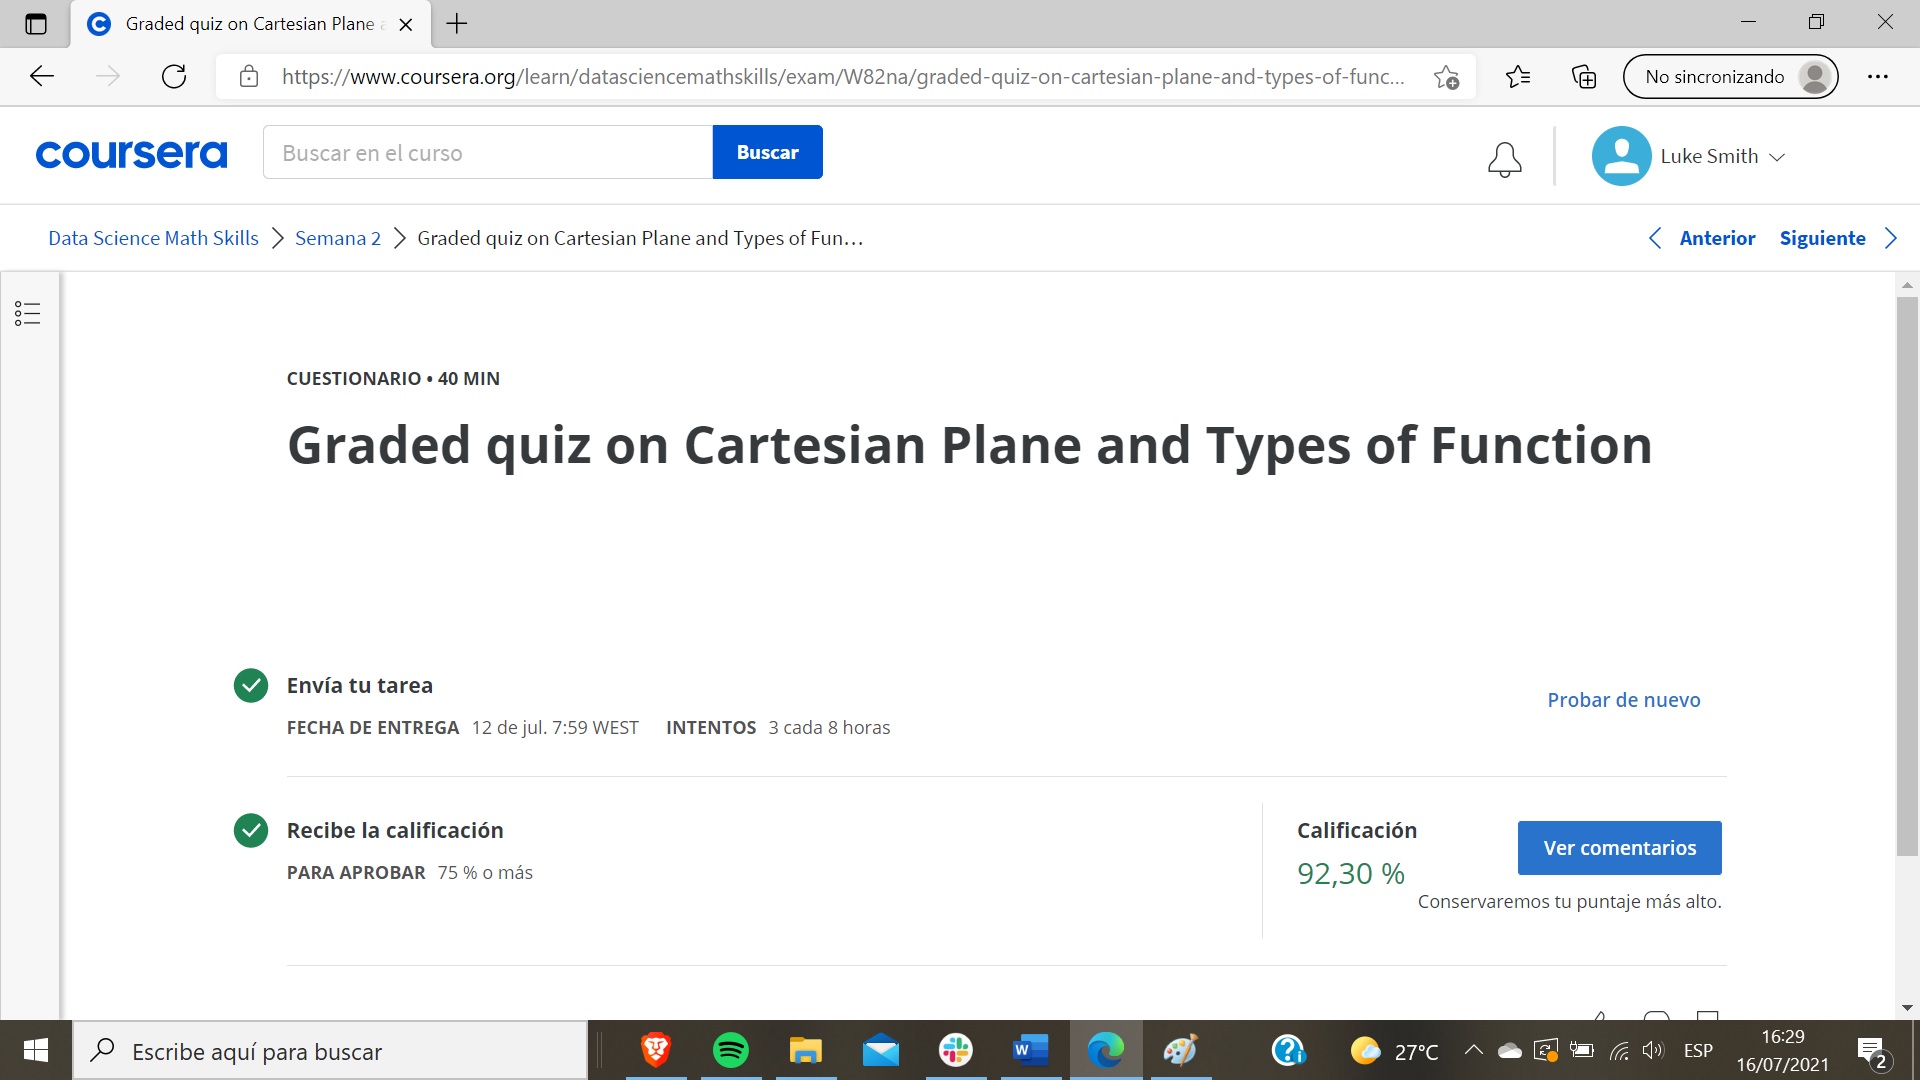 Graded quiz on Cartesian Plane a
https://www.coursera.org/learn/datasciencemathskills/exam/W82na/graded-quiz-on-cartesian-plane-and-types-of-func...
No sincronizando
coursera
Buscar en el curso
Buscar
Luke Smith
Data Science Math Skills
Semana 2
Graded quiz on Cartesian Plane and Types of Fun...
Anterior
Siguiente
CUESTIONARIO • 40 MIN
Graded quiz on Cartesian Plane and Types of Function
Envía tu tarea
Probar de nuevo
FECHA DE ENTREGA 12 de jul. 7:59 WEST INTENTOS 3 cada 8 horas
Recibe la calificación
Calificación
Ver comentarios
PARA APROBAR 75 % o más
92,30 %
Conservaremos tu puntaje más alto.
Escribe aquí para buscar
27°C
ESP
16:29
16/07/2021
2